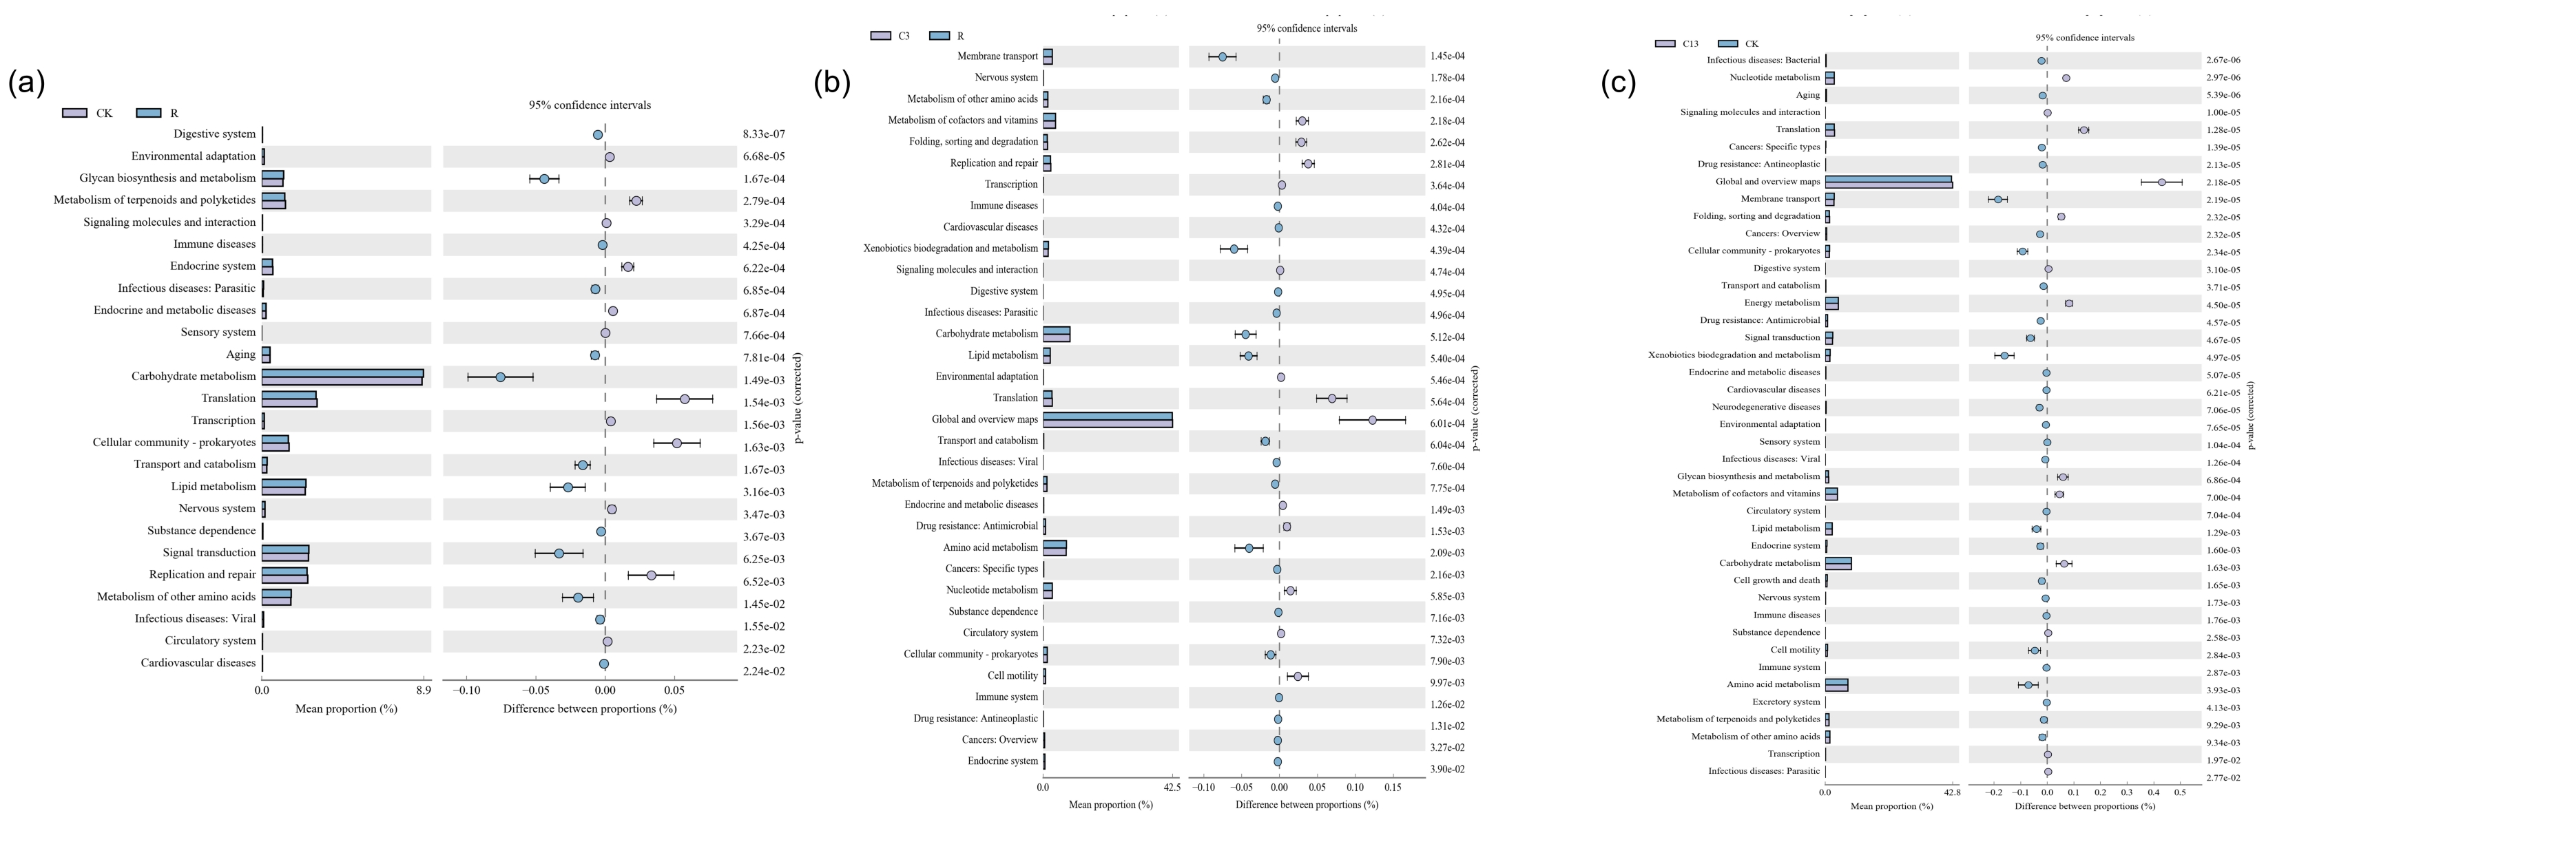 (a)
CK R
95% confidence intervals
Digestive system 8.33e-07
Environmental adaptation 6.68e-05
Glycan biosynthesis and metabolism 1.67e-04
Metabolism of terpenoids and polyketides 2.79e-04
Signaling molecules and interaction 3.29e-04
Immune diseases 4.25e-04
Endocrine system 6.22e-04
Infectious diseases: Parasitic 6.85e-04
Endocrine and metabolic diseases 6.87e-04
Sensory system 7.66e-04
Aging 7.81e-04
Carbohydrate metabolism 1.49e-03
Translation 1.54e-03
Transcription 1.56e-03
Cellular community - prokaryotes 1.63e-03
Transport and catabolism 1.67e-03
Lipid metabolism 3.16e-03
Nervous system 3.47e-03
Substance dependence 3.67e-03
Signal transduction 6.25e-03
Replication and repair 6.52e-03
Metabolism of other amino acids 1.45e-02
Infectious diseases: Viral 1.55e-02
Circulatory system 2.23e-02
Cardiovascular diseases 2.24e-02
p-value (corrected)
0.0 8.9 −0.10 −0.05 0.00 0.05
Mean proportion (%) Difference between proportions (%)
(b)
C3 R
95% confidence intervals
Membrane transport 1.45e-04
Nervous system 1.78e-04
Metabolism of other amino acids 2.16e-04
Metabolism of cofactors and vitamins 2.18e-04
Folding, sorting and degradation 2.62e-04
Replication and repair 2.81e-04
Transcription 3.64e-04
Immune diseases 4.04e-04
Cardiovascular diseases 4.32e-04
Xenobiotics biodegradation and metabolism 4.39e-04
Signaling molecules and interaction 4.74e-04
Digestive system 4.95e-04
Infectious diseases: Parasitic 4.96e-04
Carbohydrate metabolism 5.12e-04
Lipid metabolism 5.40e-04
Environmental adaptation 5.46e-04
Translation 5.64e-04
Global and overview maps 6.01e-04
Transport and catabolism 6.04e-04
Infectious diseases: Viral 7.60e-04
Metabolism of terpenoids and polyketides 7.75e-04
Endocrine and metabolic diseases 1.49e-03
Drug resistance: Antimicrobial 1.53e-03
Amino acid metabolism 2.09e-03
Cancers: Specific types 2.16e-03
Nucleotide metabolism 5.85e-03
Substance dependence 7.16e-03
Circulatory system 7.32e-03
Cellular community - prokaryotes 7.90e-03
Cell motility 9.97e-03
Immune system 1.26e-02
Drug resistance: Antineoplastic 1.31e-02
Cancers: Overview 3.27e-02
Endocrine system 3.90e-02
p-value (corrected)
0.0 42.5 −0.10 −0.05 0.00 0.05 0.10 0.15
Mean proportion (%) Difference between proportions (%)
(c)
C13 CK
95% confidence intervals
Infectious diseases: Bacterial 2.67e-06
Nucleotide metabolism 2.97e-06
Aging 5.39e-06
Signaling molecules and interaction 1.00e-05
Translation 1.28e-05
Cancers: Specific types 1.39e-05
Drug resistance: Antineoplastic 2.13e-05
Global and overview maps 2.18e-05
Membrane transport 2.19e-05
Folding, sorting and degradation 2.32e-05
Cancers: Overview 2.32e-05
Cellular community - prokaryotes 2.34e-05
Digestive system 3.10e-05
Transport and catabolism 3.71e-05
Energy metabolism 4.50e-05
Drug resistance: Antimicrobial 4.57e-05
Signal transduction 4.67e-05
Xenobiotics biodegradation and metabolism 4.97e-05
Endocrine and metabolic diseases 5.07e-05
Cardiovascular diseases 6.21e-05
Neurodegenerative diseases 7.06e-05
Environmental adaptation 7.65e-05
Sensory system 1.04e-04
Infectious diseases: Viral 1.26e-04
Glycan biosynthesis and metabolism 6.86e-04
Metabolism of cofactors and vitamins 7.00e-04
Circulatory system 7.04e-04
Lipid metabolism 1.29e-03
Endocrine system 1.60e-03
Carbohydrate metabolism 1.63e-03
Cell growth and death 1.65e-03
Nervous system 1.73e-03
Immune diseases 1.76e-03
Substance dependence 2.58e-03
Cell motility 2.84e-03
Immune system 2.87e-03
Amino acid metabolism 3.93e-03
Excretory system 4.13e-03
Metabolism of terpenoids and polyketides 9.29e-03
Metabolism of other amino acids 9.34e-03
Transcription 1.97e-02
Infectious diseases: Parasitic 2.77e-02
p-value (corrected)
0.0 42.8 −0.2 −0.1 0.0 0.1 0.2 0.3 0.4 0.5
Mean proportion (%) Difference between proportions (%)